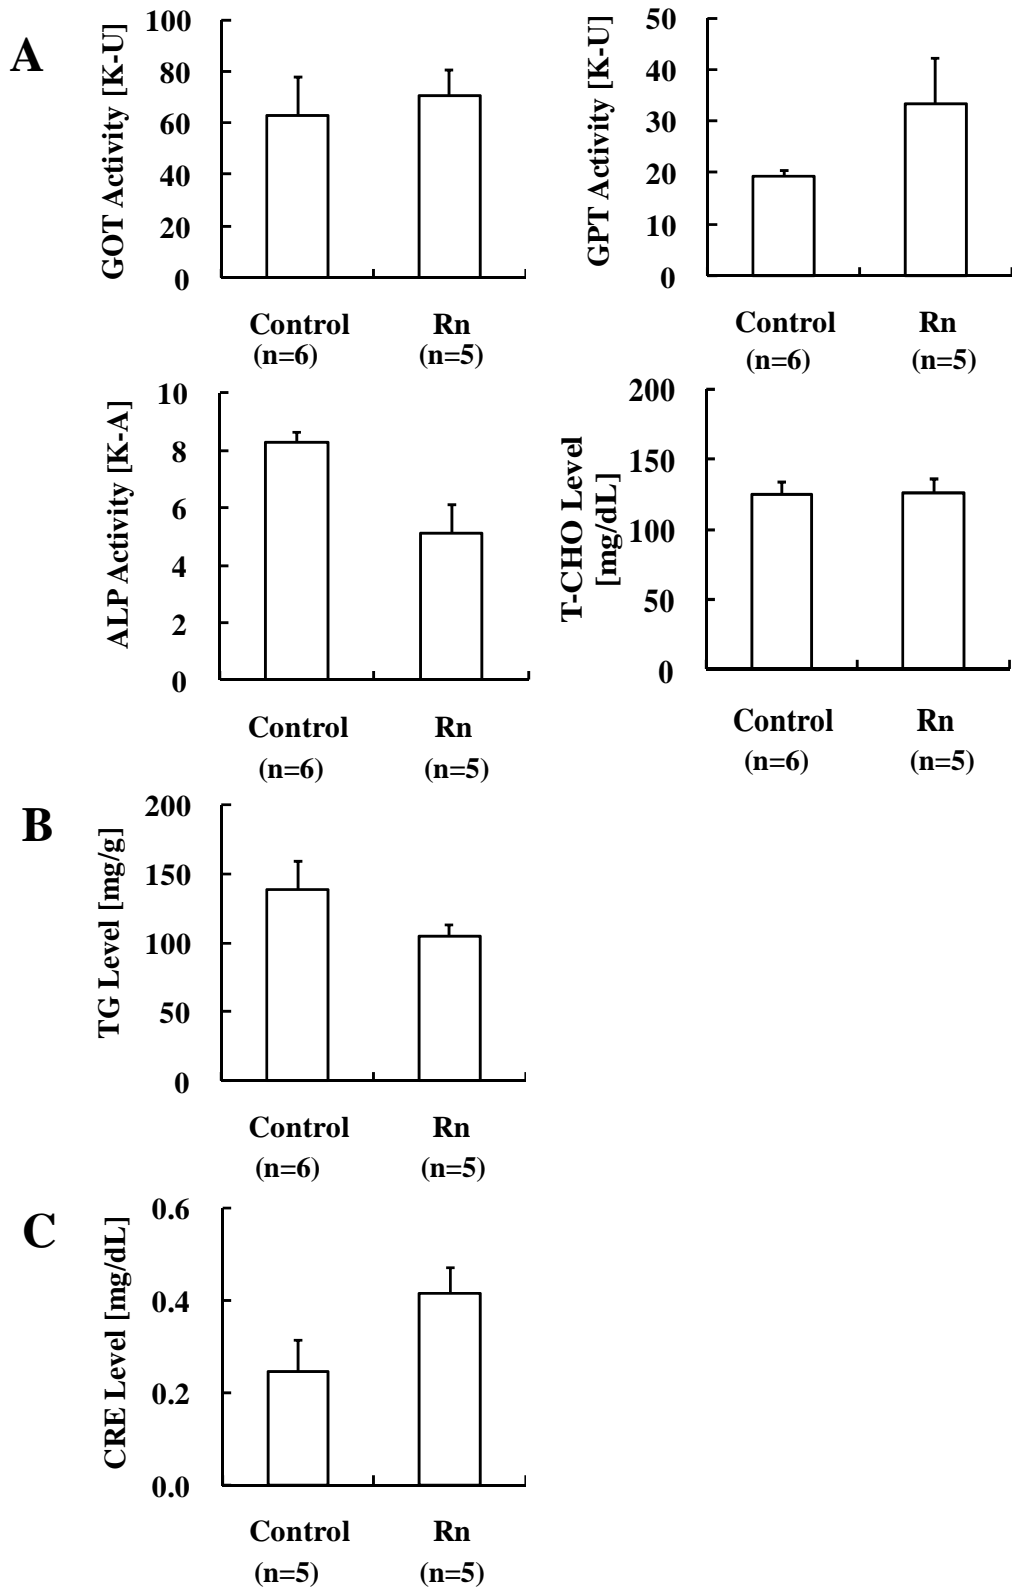 A
GOT Activity [K-U]
100
80
60
40
20
0
Control
Rn
(n=6)
(n=5)
GPT Activity [K-U]
50
40
30
20
10
0
Control
Rn
(n=6)
(n=5)
ALP Activity [K-A]
10
8
6
4
2
0
Control
Rn
(n=6)
(n=5)
T-CHO Level
[mg/dL]
200
150
100
50
0
Control
Rn
(n=6)
(n=5)
B
TG Level [mg/g]
200
150
100
50
0
Control
Rn
(n=6)
(n=5)
C
CRE Level [mg/dL]
0.6
0.4
0.2
0.0
Control
Rn
(n=5)
(n=5)